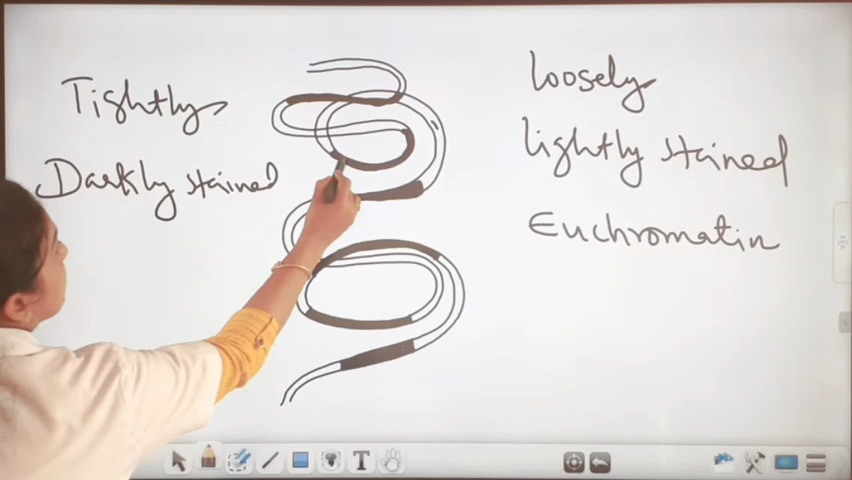 Tightly
Darkly stained
Loosely
Lightly stained
Euchromatin
T